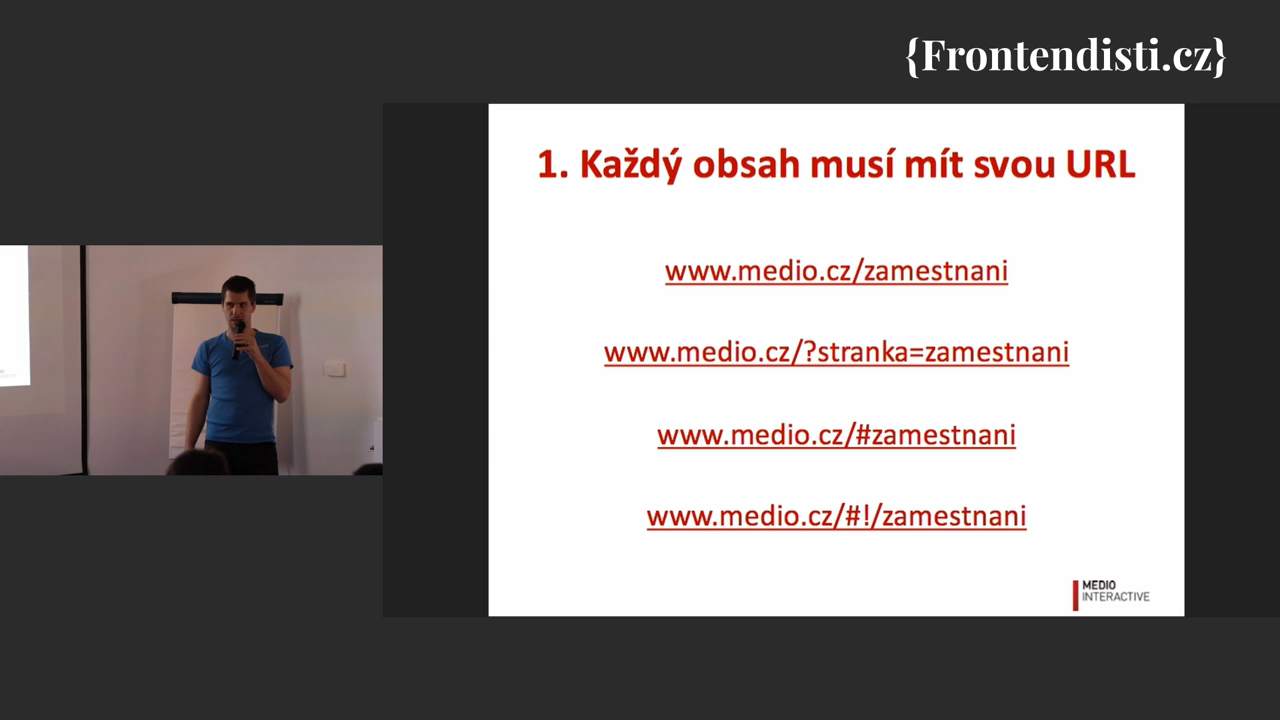 {Frontendisti.cz}
1. Každý obsah musí mít svou URL
www.medio.cz/zamestnani
www.medio.cz/?stranka=zamestnani
www.medio.cz/#zamestnani
www.medio.cz/#!/zamestnani
MEDIO
INTERACTIVE